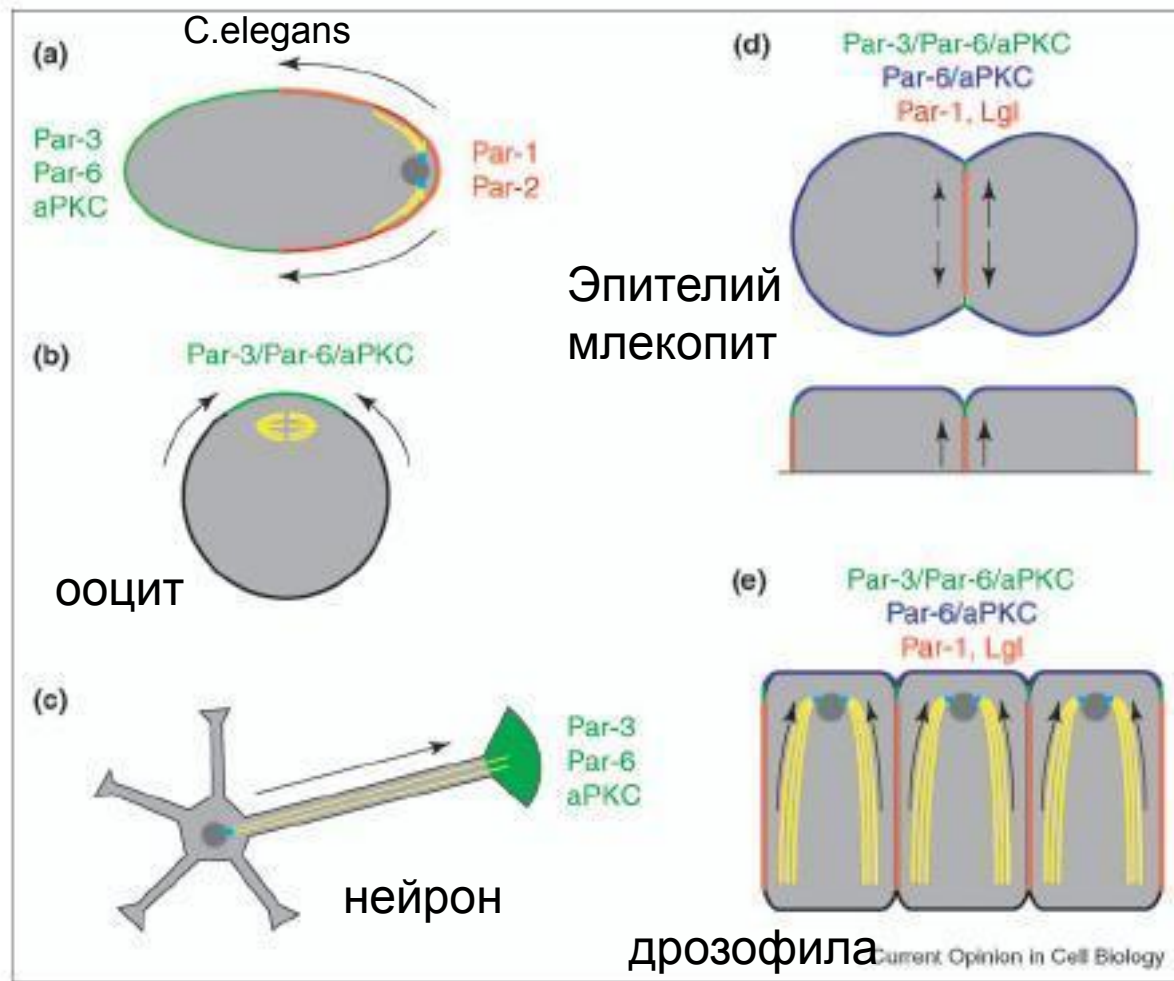 (a)
C.elegans
Par-3
Par-6
aPKC
Par-1
Par-2
(b)
Par-3/Par-6/aPKC
ооцит
(c)
Par-3
Par-6
aPKC
нейрон
(d)
Par-3/Par-6/aPKC
Par-6/aPKC
Par-1, Lgl
Эпителий
млекопит
(e)
Par-3/Par-6/aPKC
Par-6/aPKC
Par-1, Lgl
дрозофила
Current Opinion in Cell Biology